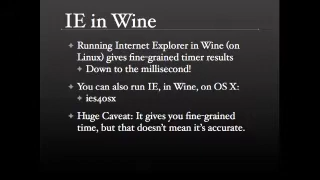 IE in Wine
Running Internet Explorer in Wine (on
Linux) gives fine-grained timer results
Down to the millisecond!
You can also run IE, in Wine, on OS X:
ies4osx
Huge Caveat: It gives you fine-grained
time, but that doesn't mean it's accurate.